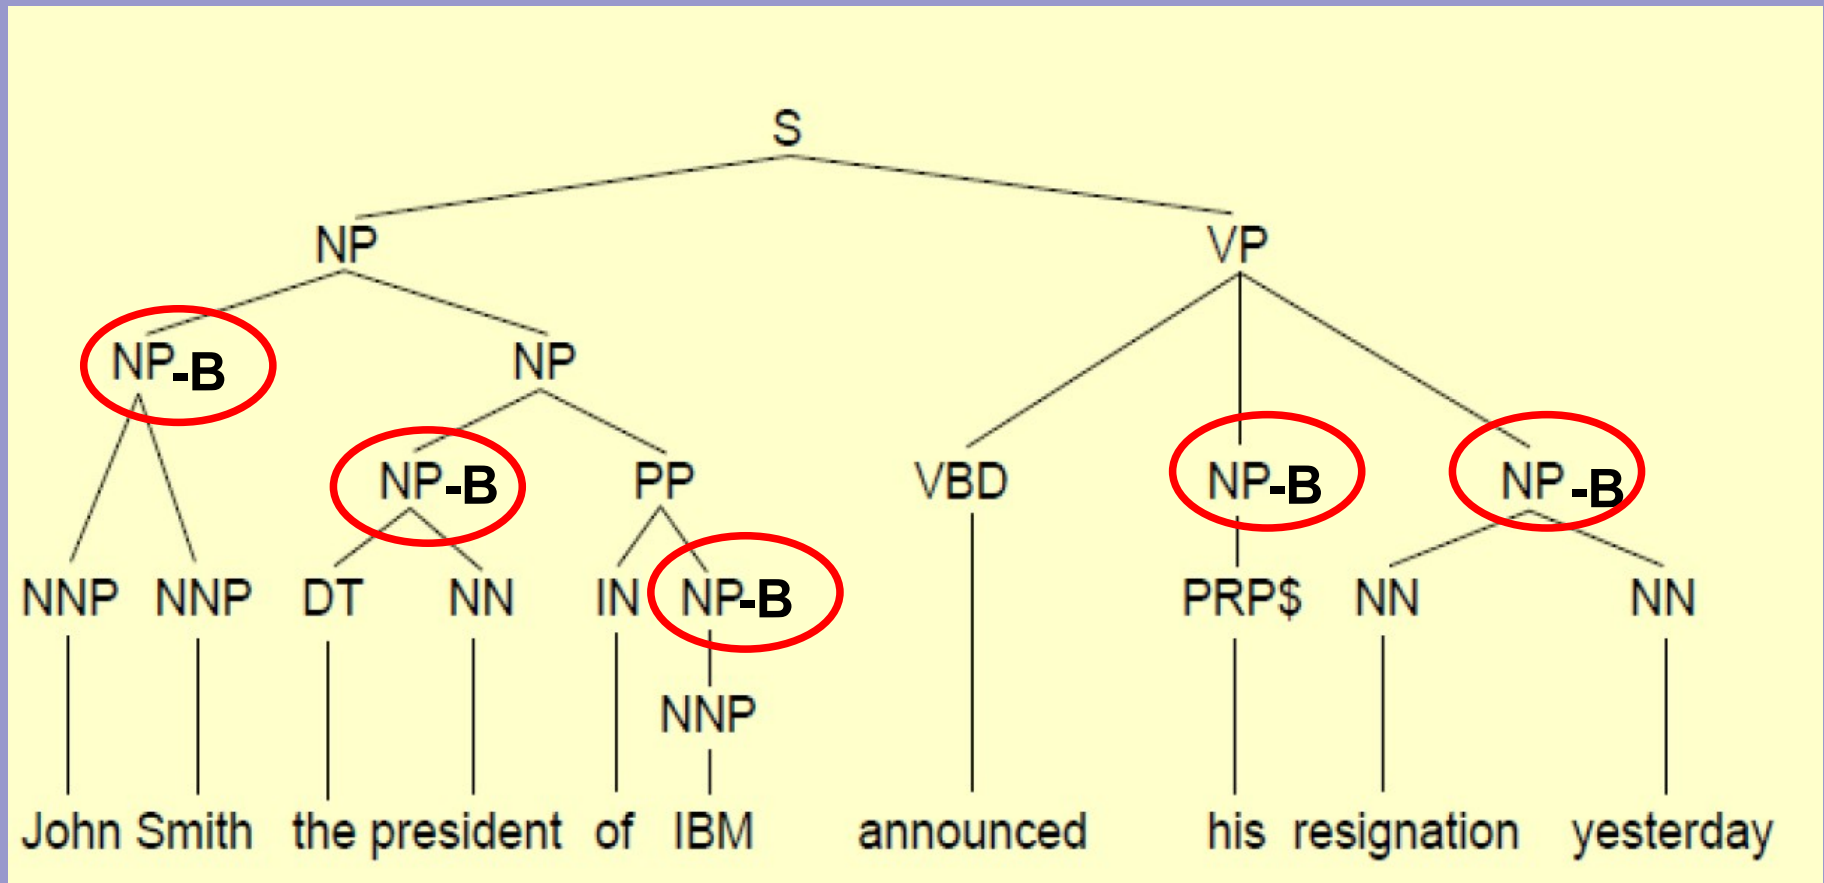 S
NP VP
NP-B NP
NP-B PP VBD NP-B NP-B
NNP NNP DT NN IN NP-B PRP$ NN NN
NNP
John Smith the president of IBM announced his resignation yesterday